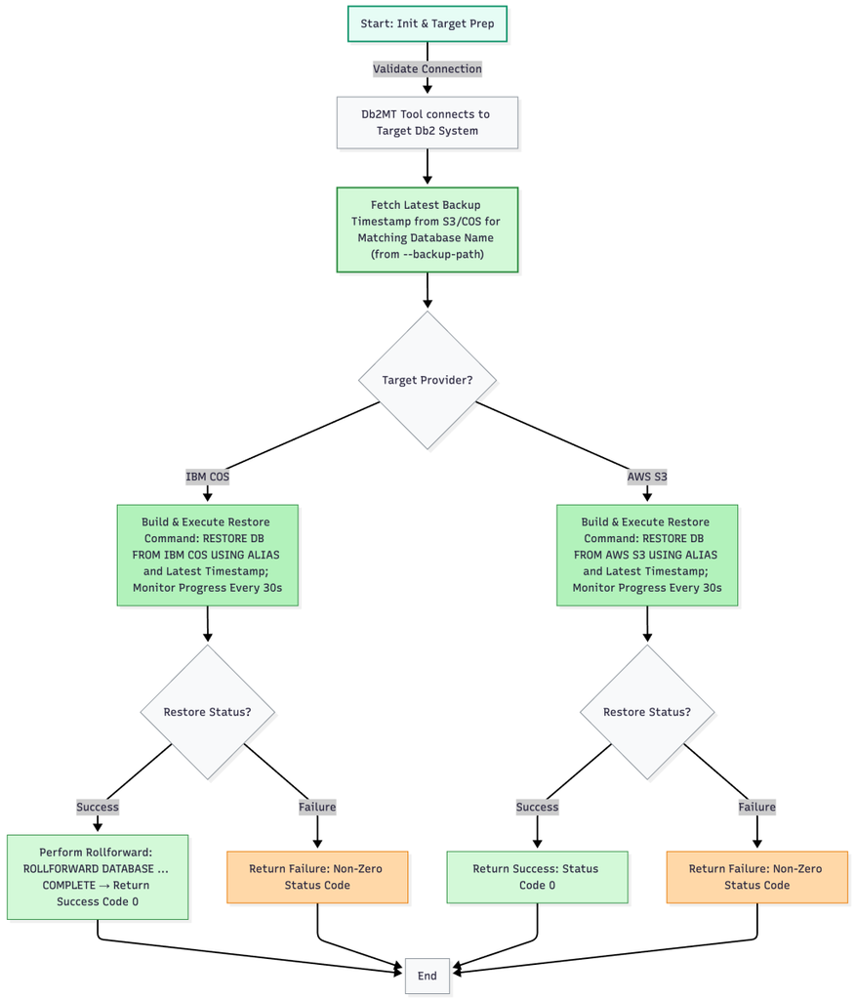 Start: Init & Target Prep
Validate Connection
Db2MT Tool connects to
Target Db2 System
Fetch Latest Backup
Timestamp from S3/COS for
Matching Database Name
(from --backup-path)
Target Provider?
IBM COS
AWS S3
Build & Execute Restore
Command: RESTORE DB
FROM IBM COS USING ALIAS
and Latest Timestamp;
Monitor Progress Every 30s
Build & Execute Restore
Command: RESTORE DB
FROM AWS S3 USING ALIAS
and Latest Timestamp;
Monitor Progress Every 30s
Restore Status?
Restore Status?
Success
Failure
Success
Failure
Perform Rollforward:
ROLLFORWARD DATABASE ...
COMPLETE → Return
Success Code 0
Return Failure: Non-Zero
Status Code
Return Success: Status
Code 0
Return Failure: Non-Zero
Status Code
End